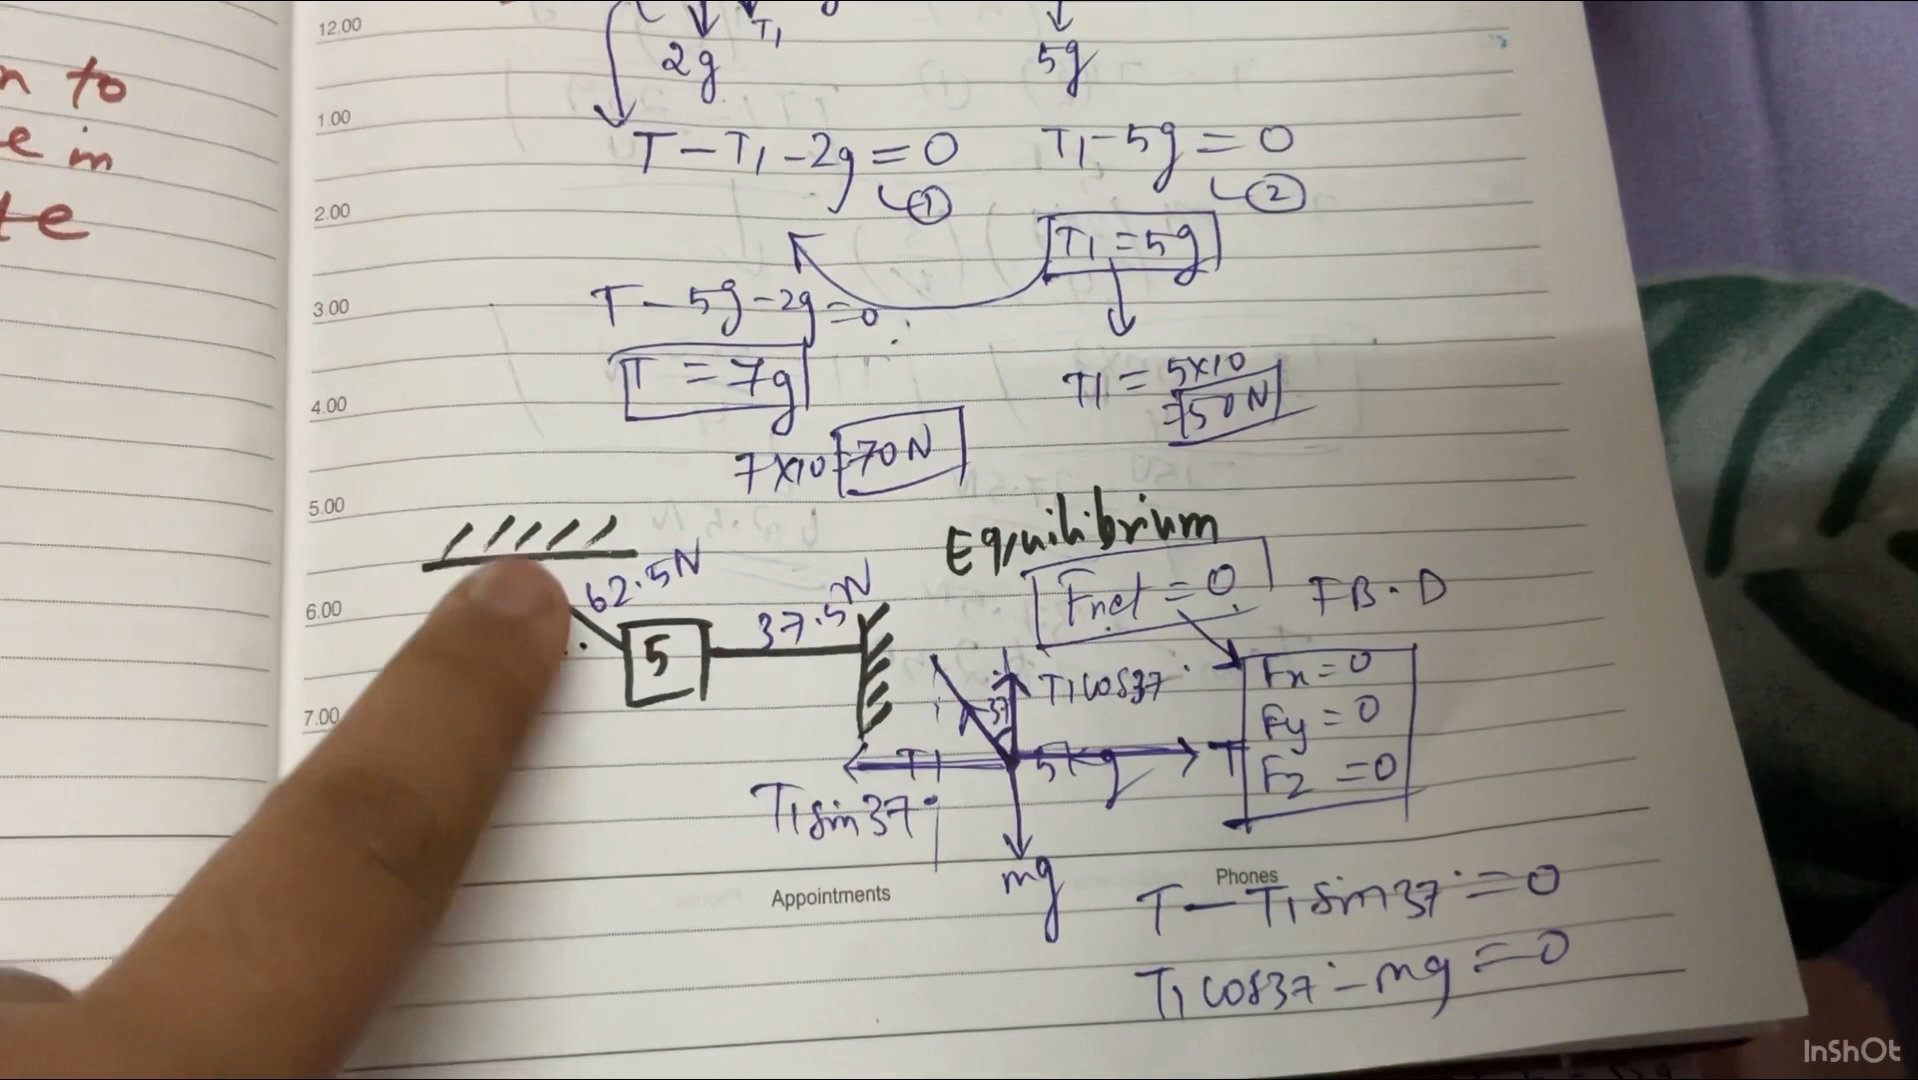 12.00
T1
2g
5g
n to
1.00
T - T1 - 2g = 0
T1 - 5g = 0
e in
①
②
2.00
te
T1 = 5g
3.00
T - 5g - 2g = 0
T = 7g
T1 = 5×10
= 50N
4.00
7×10 = 70N
5.00
Equilibrium
62.5N
37.5N
Fnet = 0
F B. D
6.00
5
Fx = 0
T1 cos37°
37
Fy = 0
7.00
T1
5kg
T
Fz = 0
T1 sin37°
mg
Appointments
Phones
T - T1 sin37° = 0
T1 cos37° - mg = 0
InShOt